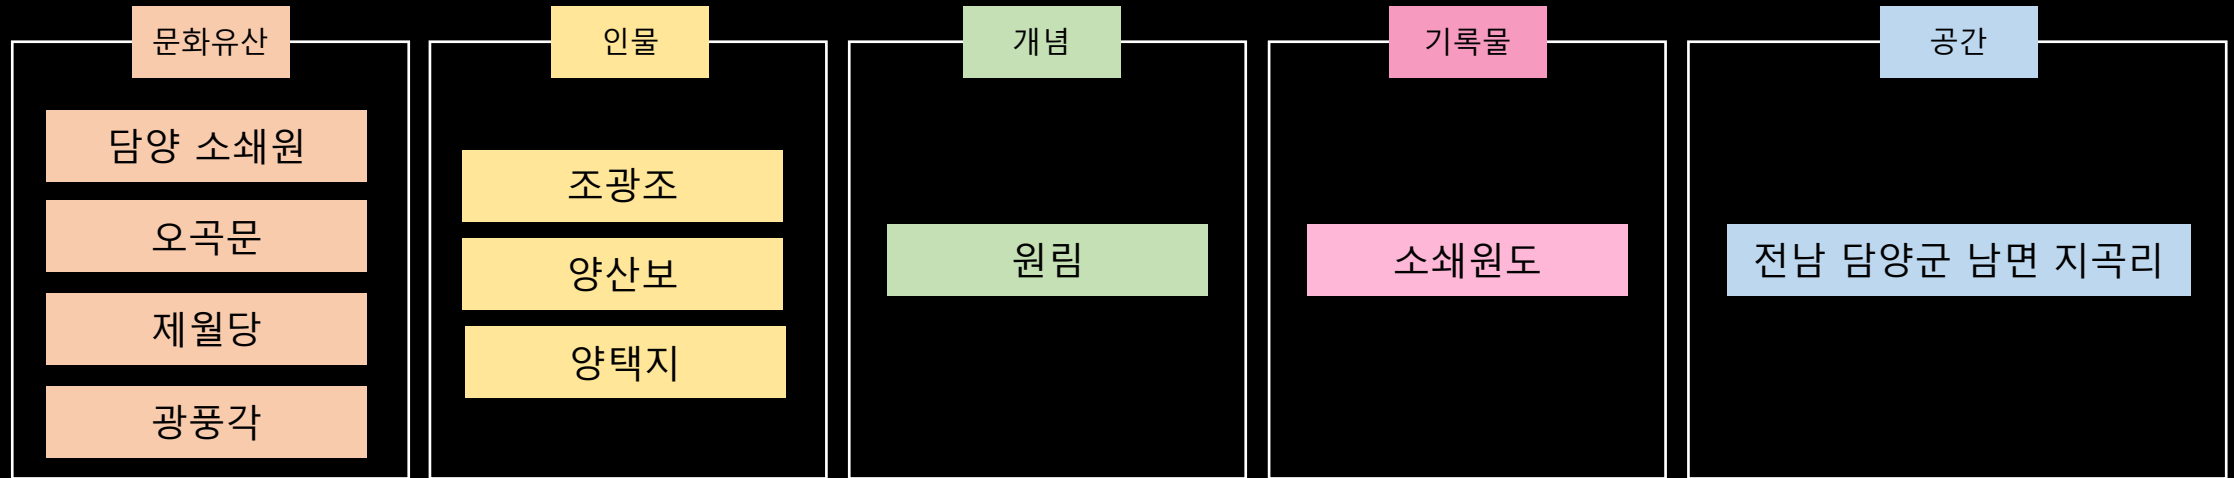 문화유산
담양 소쇄원
오곡문
제월당
광풍각
인물
조광조
양산보
양택지
개념
원림
기록물
소쇄원도
공간
전남 담양군 남면 지곡리